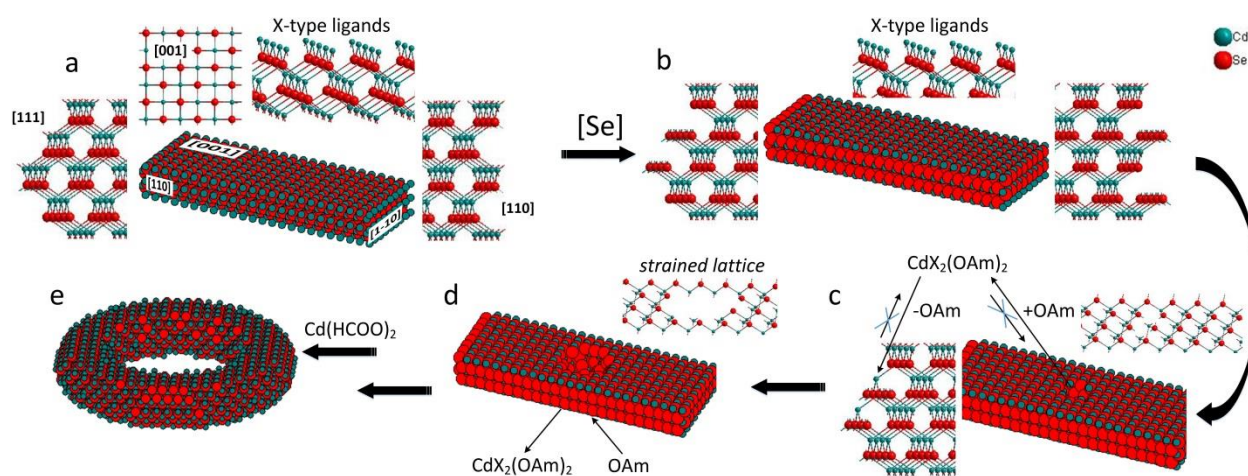 a
[001]
X-type ligands
[111]
[001]
[110]
[1-10]
[110]
[Se]
b
X-type ligands
Cd
Se
c
CdX₂(OAm)₂
-OAm
+OAm
d
strained lattice
CdX₂(OAm)₂
OAm
Cd(HCOO)₂
e